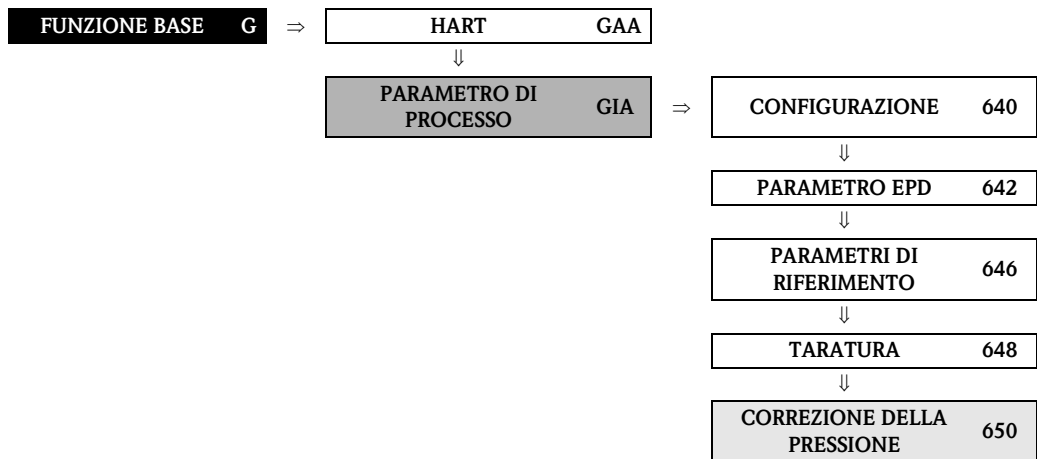 FUNZIONE BASE G ⇒ HART GAA
⇓
PARAMETRO DI
PROCESSO GIA ⇒ CONFIGURAZIONE 640
⇓
PARAMETRO EPD 642
⇓
PARAMETRI DI
RIFERIMENTO 646
⇓
TARATURA 648
⇓
CORREZIONE DELLA
PRESSIONE 650